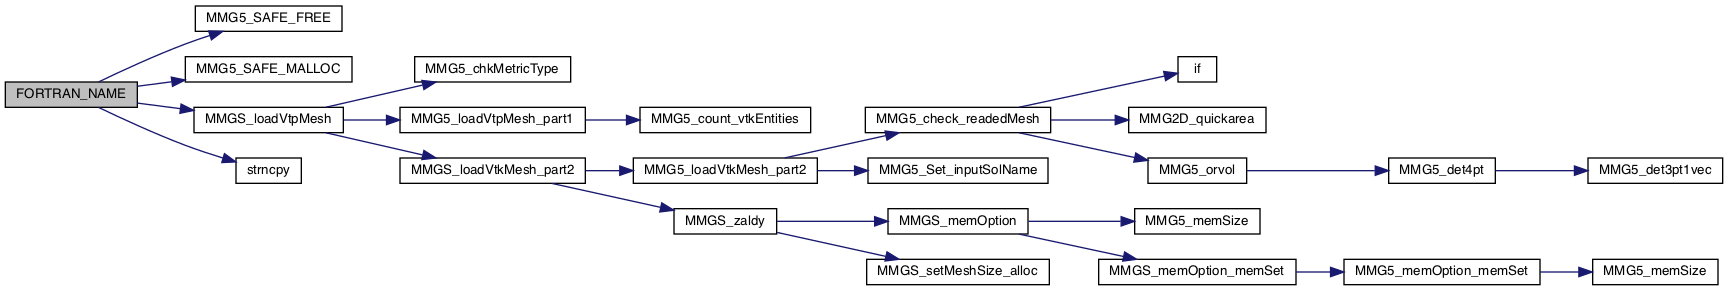 MMG5_SAFE_FREE
MMG5_SAFE_MALLOC
MMG5_chkMetricType
if
FORTRAN_NAME
MMGS_loadVtpMesh
MMG5_loadVtpMesh_part1
MMG5_count_vtkEntities
MMG5_check_readedMesh
MMG2D_quickarea
strncpy
MMGS_loadVtkMesh_part2
MMG5_loadVtkMesh_part2
MMG5_Set_inputSolName
MMG5_orvol
MMG5_det4pt
MMG5_det3pt1vec
MMGS_zaldy
MMGS_memOption
MMG5_memSize
MMGS_setMeshSize_alloc
MMGS_memOption_memSet
MMG5_memOption_memSet
MMG5_memSize